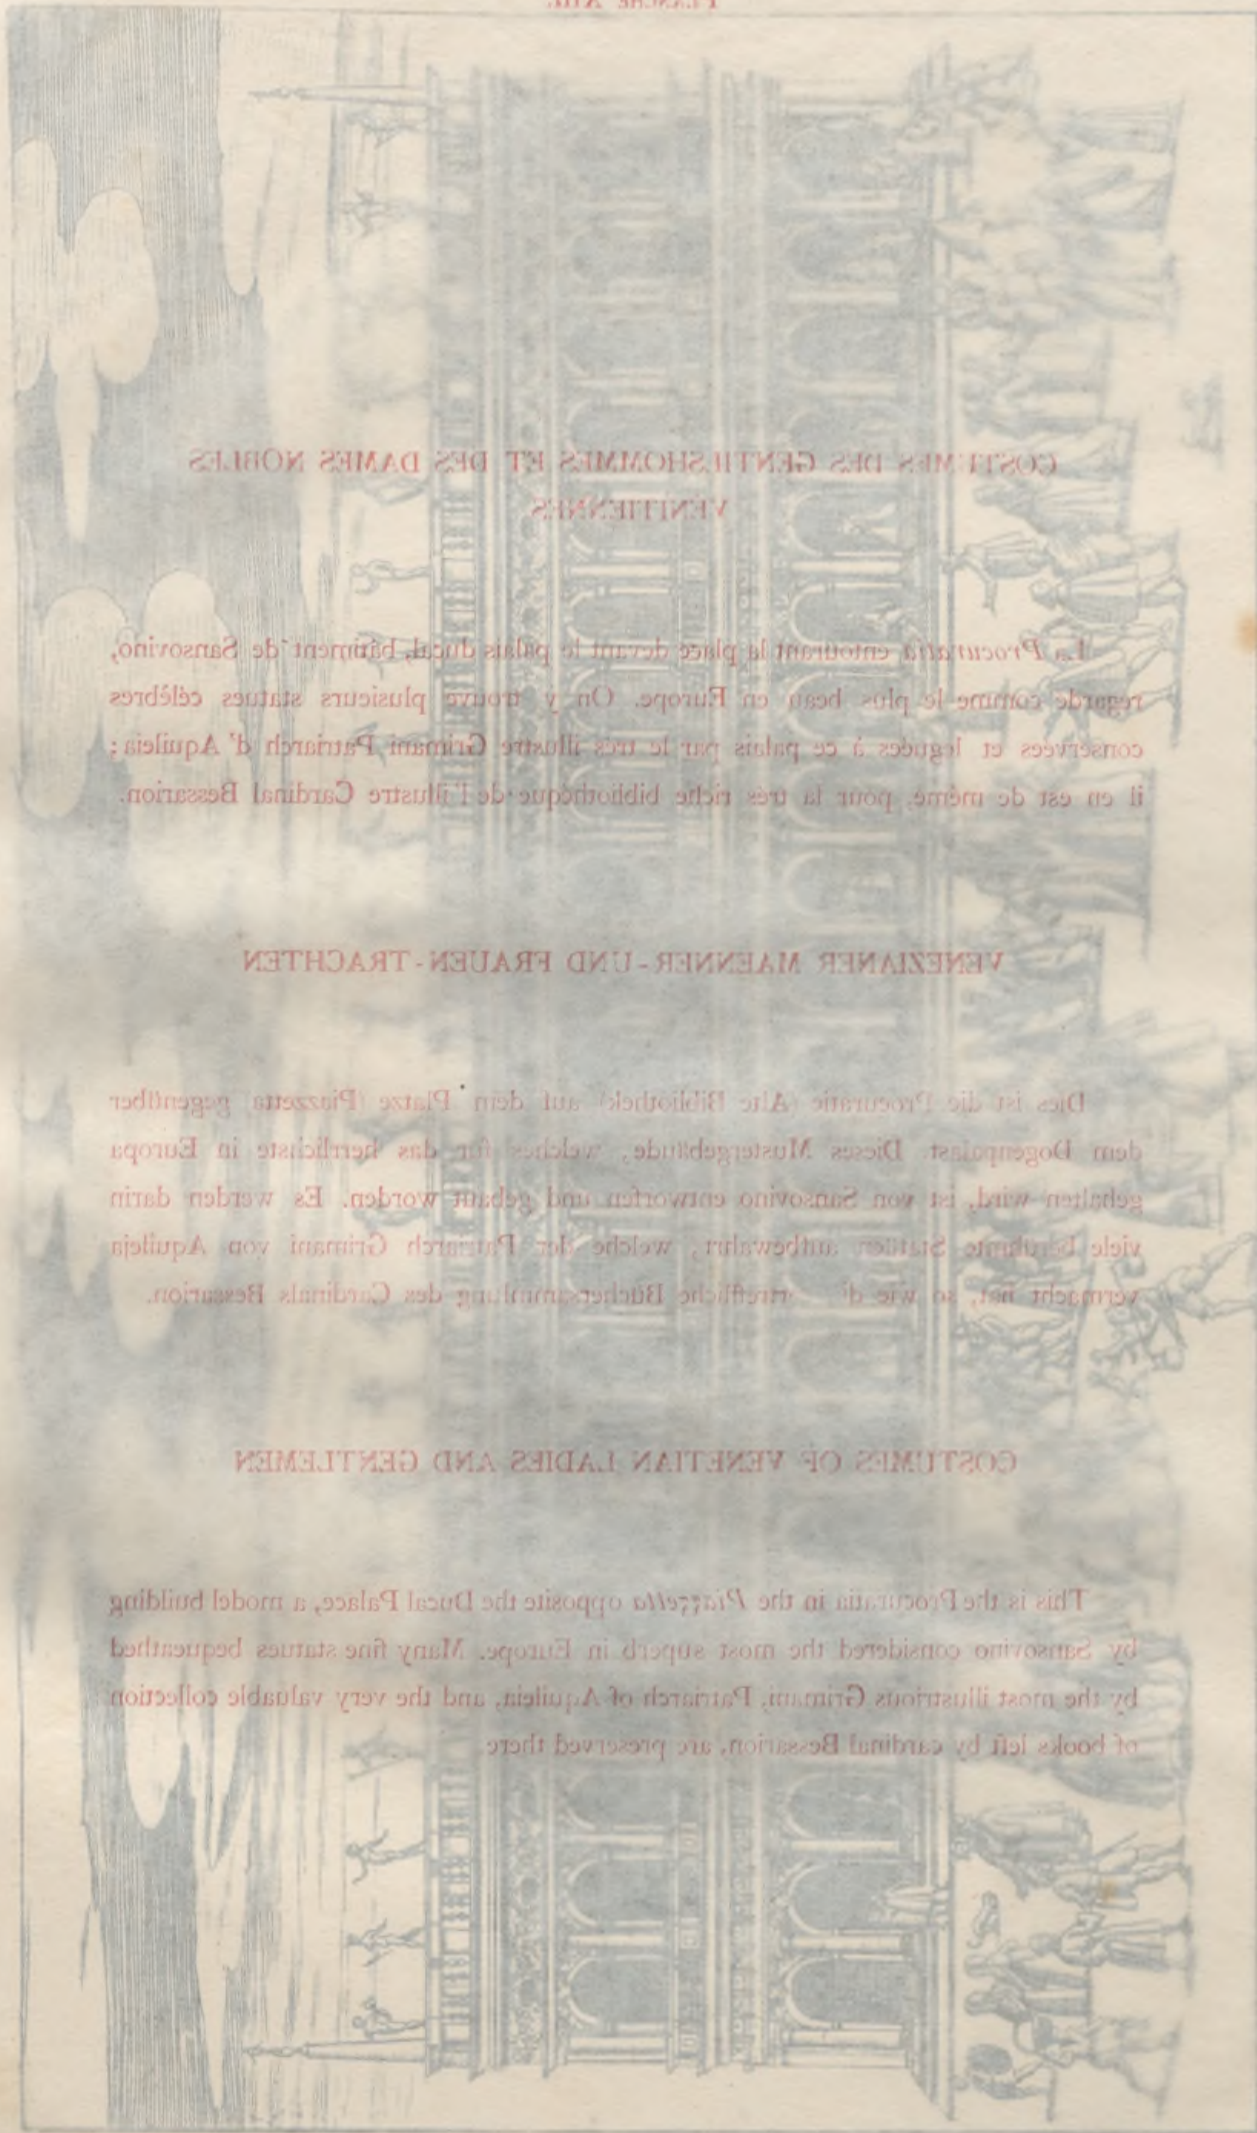 PLANCHE XIII.
COSTUMES DES GENTILSHOMMES ET DES DAMES NOBLES
VÉNITIENNES
La Procuratia entourant la place devant le palais ducal, bâtiment de Sansovino,
regardé comme le plus beau en Europe. On y trouve plusieurs statues célèbres
conservées et leguées à ce palais par le très illustre Grimani Patriarch d' Aquileia;
il en est de même, pour la très riche bibliothèque de l'illustre Cardinal Bessarion.
VENEZIANER MAENNER-UND FRAUEN-TRACHTEN
Dies ist die Procuratie (Alte Bibliothek) auf dem Platze (Piazzetta gegenüber
dem Dogenpalast. Dieses Mustergebäude, welches für das herrlichste in Europa
gehalten wird, ist von Sansovino entworfen und gebaut worden. Es werden darin
viele berühmte Statuen aufbewahrt, welche der Patriarch Grimani von Aquileja
vermacht hat, so wie die Büchersammlung des Cardinals Bessarion.
COSTUMES OF VENETIAN LADIES AND GENTLEMEN
This is the Procuratia in the Piazzetta opposite the Ducal Palace, a model building
by Sansovino considered the most superb in Europe. Many fine statues bequeathed
by the most illustrious Grimani, Patriarch of Aquileia, and the very valuable collection
of books left by cardinal Bessarion, are preserved there.